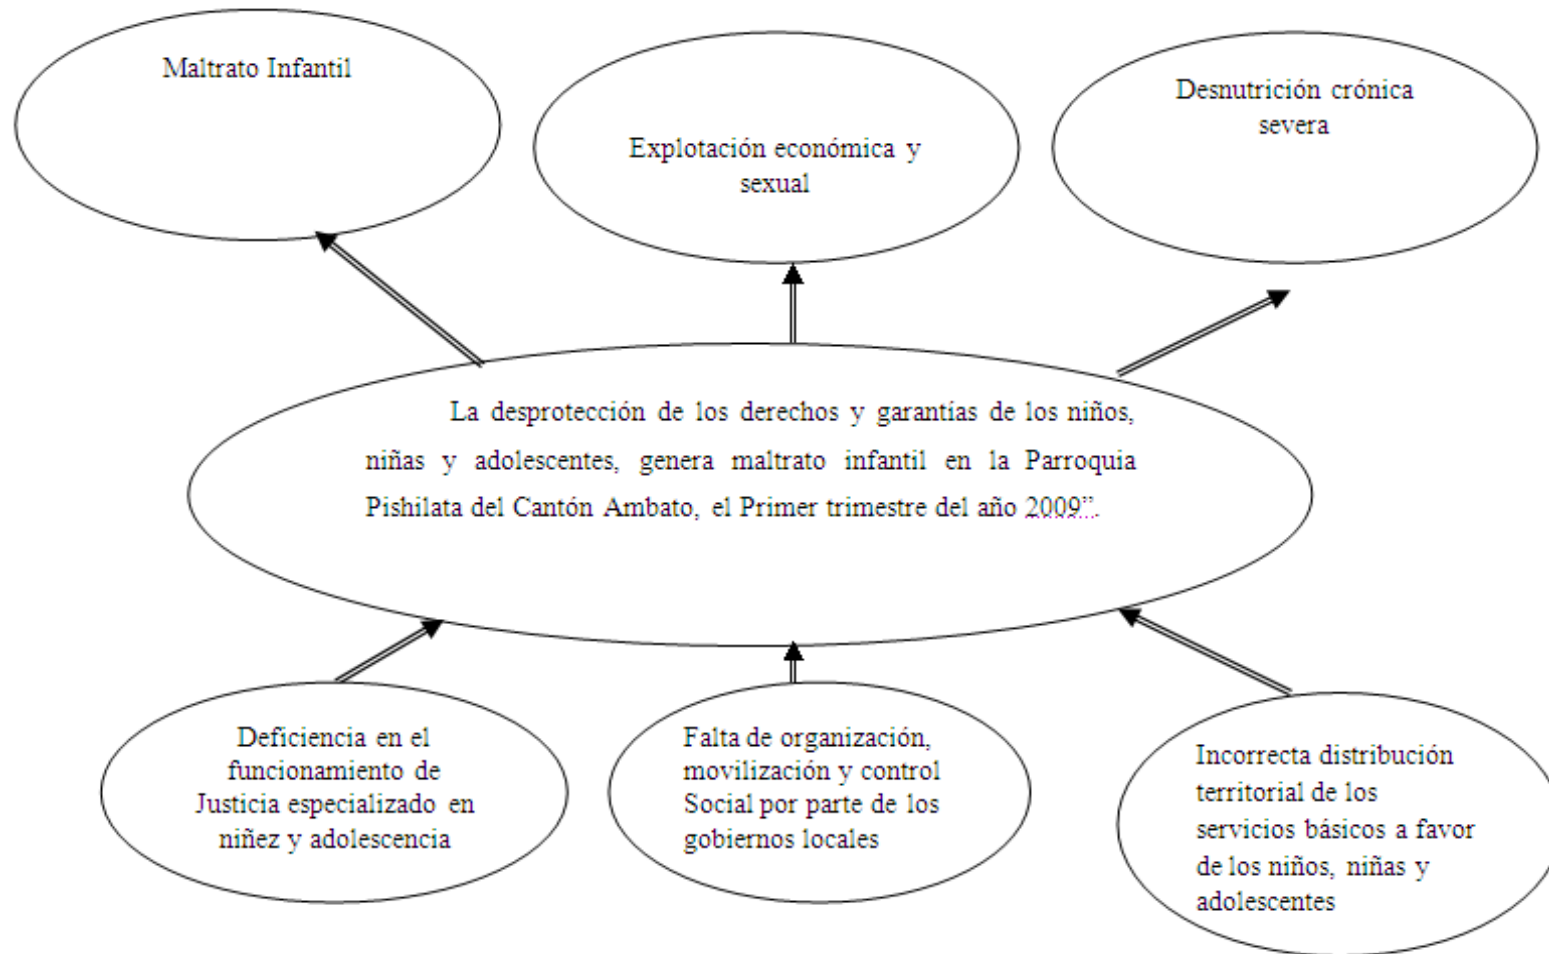 Maltrato Infantil
Explotación económica y
sexual
Desnutrición crónica
severa
La desprotección de los derechos y garantías de los niños,
niñas y adolescentes, genera maltrato infantil en la Parroquia
Pishilata del Cantón Ambato, el Primer trimestre del año 2009”.
Deficiencia en el
funcionamiento de
Justicia especializado en
niñez y adolescencia
Falta de organización,
movilización y control
Social por parte de los
gobiernos locales
Incorrecta distribución
territorial de los
servicios básicos a favor
de los niños, niñas y
adolescentes